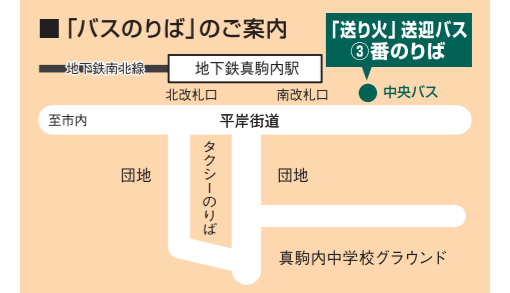 ■「バスのりば」のご案内
「送り火」送迎バス
③番のりば
地下鉄南北線
地下鉄真駒内駅
中央バス
北改札口
南改札口
至市内
平岸街道
団地
タクシーのりば
団地
真駒内中学校グラウンド